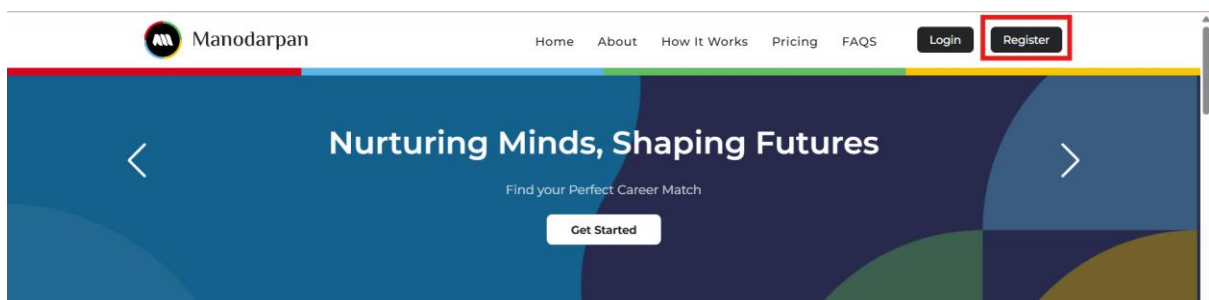 Manodarpan
Home About How It Works Pricing FAQS Login Register
Nurturing Minds, Shaping Futures
Find your Perfect Career Match
Get Started